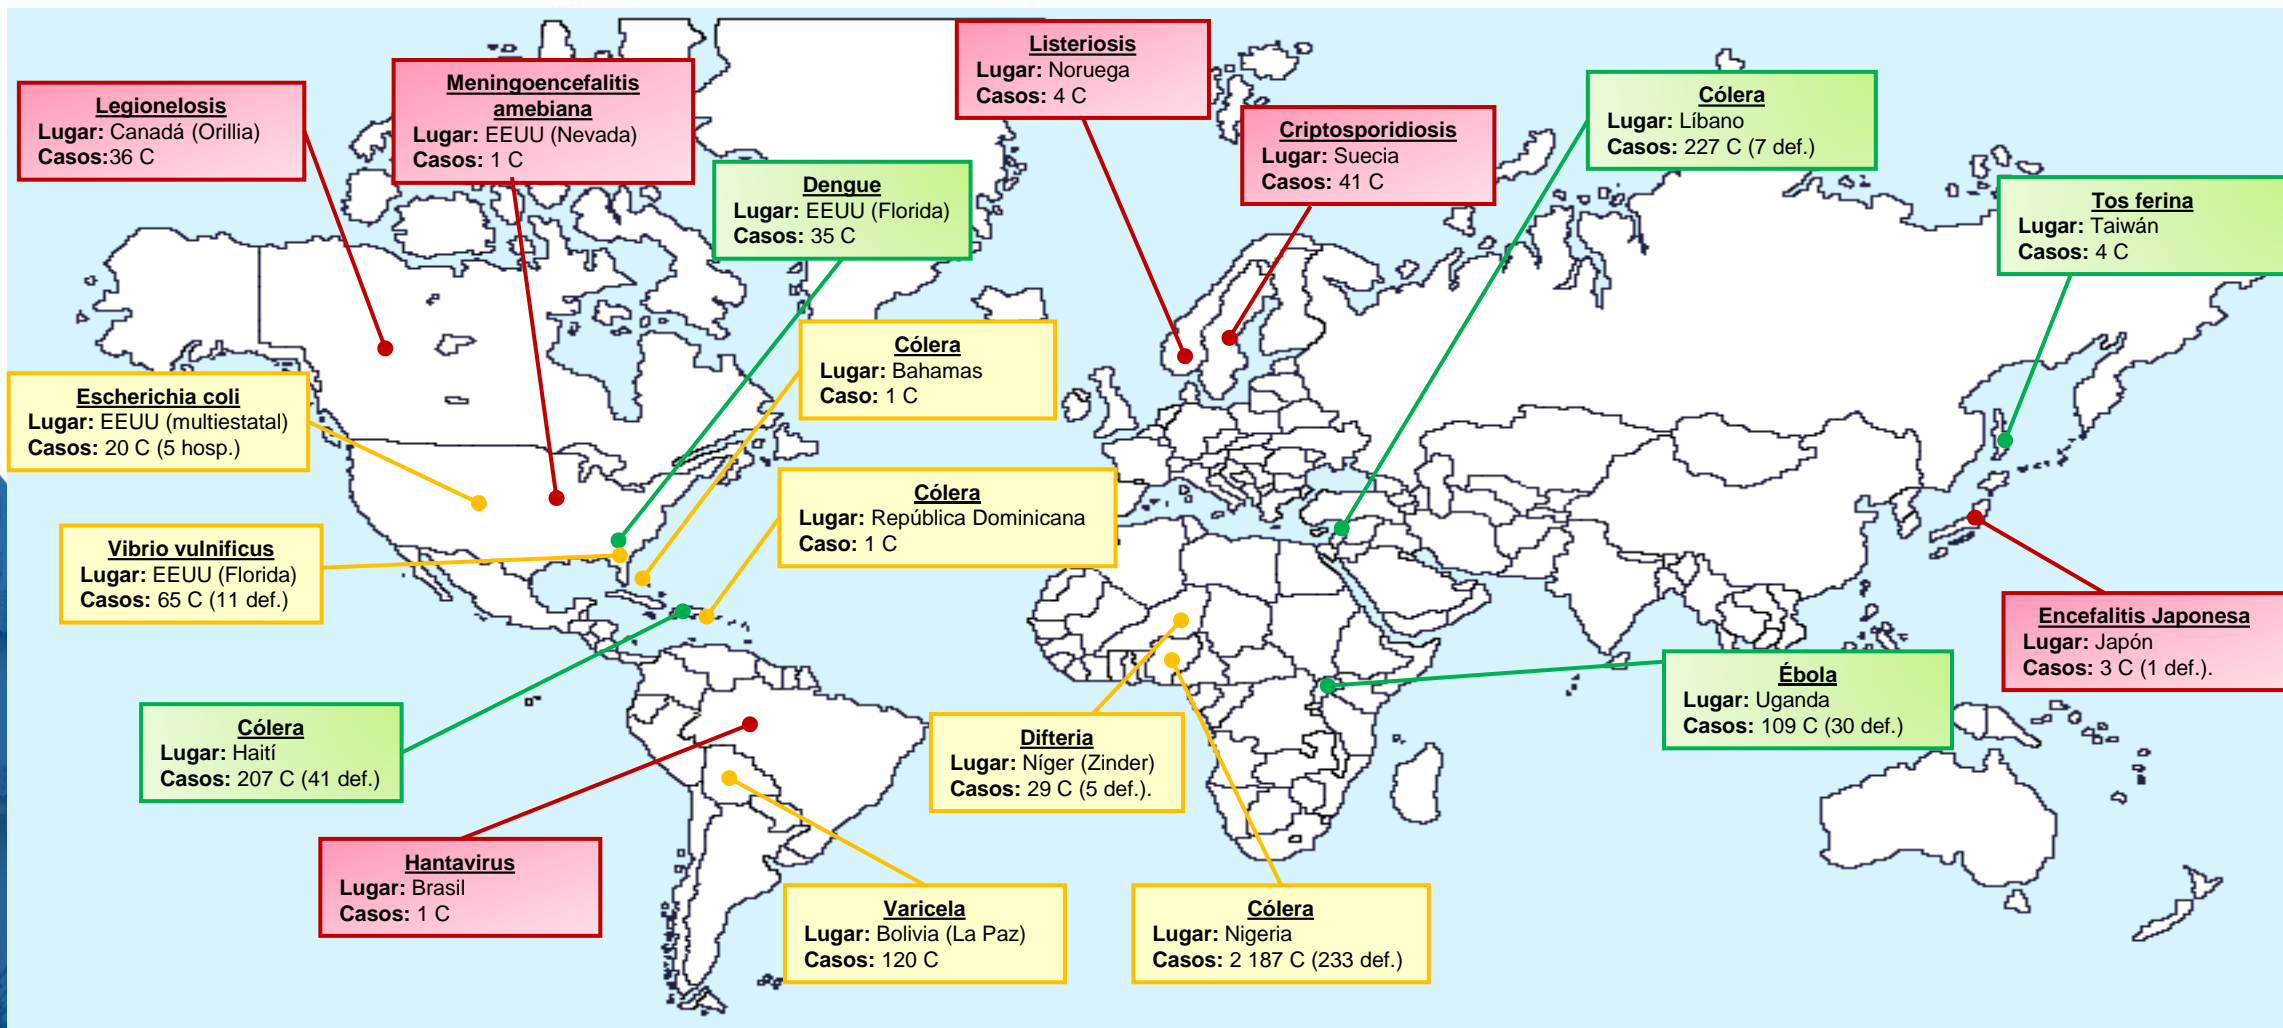 Listeriosis
Lugar: Noruega
Casos: 4 C
Meningoencefalitis
amebiana
Lugar: EEUU (Nevada)
Casos: 1 C
Legionelosis
Lugar: Canadá (Orillia)
Casos:36 C
Cólera
Lugar: Líbano
Casos: 227 C (7 def.)
Criptosporidiosis
Lugar: Suecia
Casos: 41 C
Dengue
Lugar: EEUU (Florida)
Casos: 35 C
Tos ferina
Lugar: Taiwán
Casos: 4 C
Cólera
Lugar: Bahamas
Caso: 1 C
Escherichia coli
Lugar: EEUU (multiestatal)
Casos: 20 C (5 hosp.)
Cólera
Lugar: República Dominicana
Caso: 1 C
Vibrio vulnificus
Lugar: EEUU (Florida)
Casos: 65 C (11 def.)
Encefalitis Japonesa
Lugar: Japón
Casos: 3 C (1 def.).
Ébola
Lugar: Uganda
Casos: 109 C (30 def.)
Cólera
Lugar: Haití
Casos: 207 C (41 def.)
Difteria
Lugar: Níger (Zinder)
Casos: 29 C (5 def.).
Hantavirus
Lugar: Brasil
Casos: 1 C
Varicela
Lugar: Bolivia (La Paz)
Casos: 120 C
Cólera
Lugar: Nigeria
Casos: 2 187 C (233 def.)